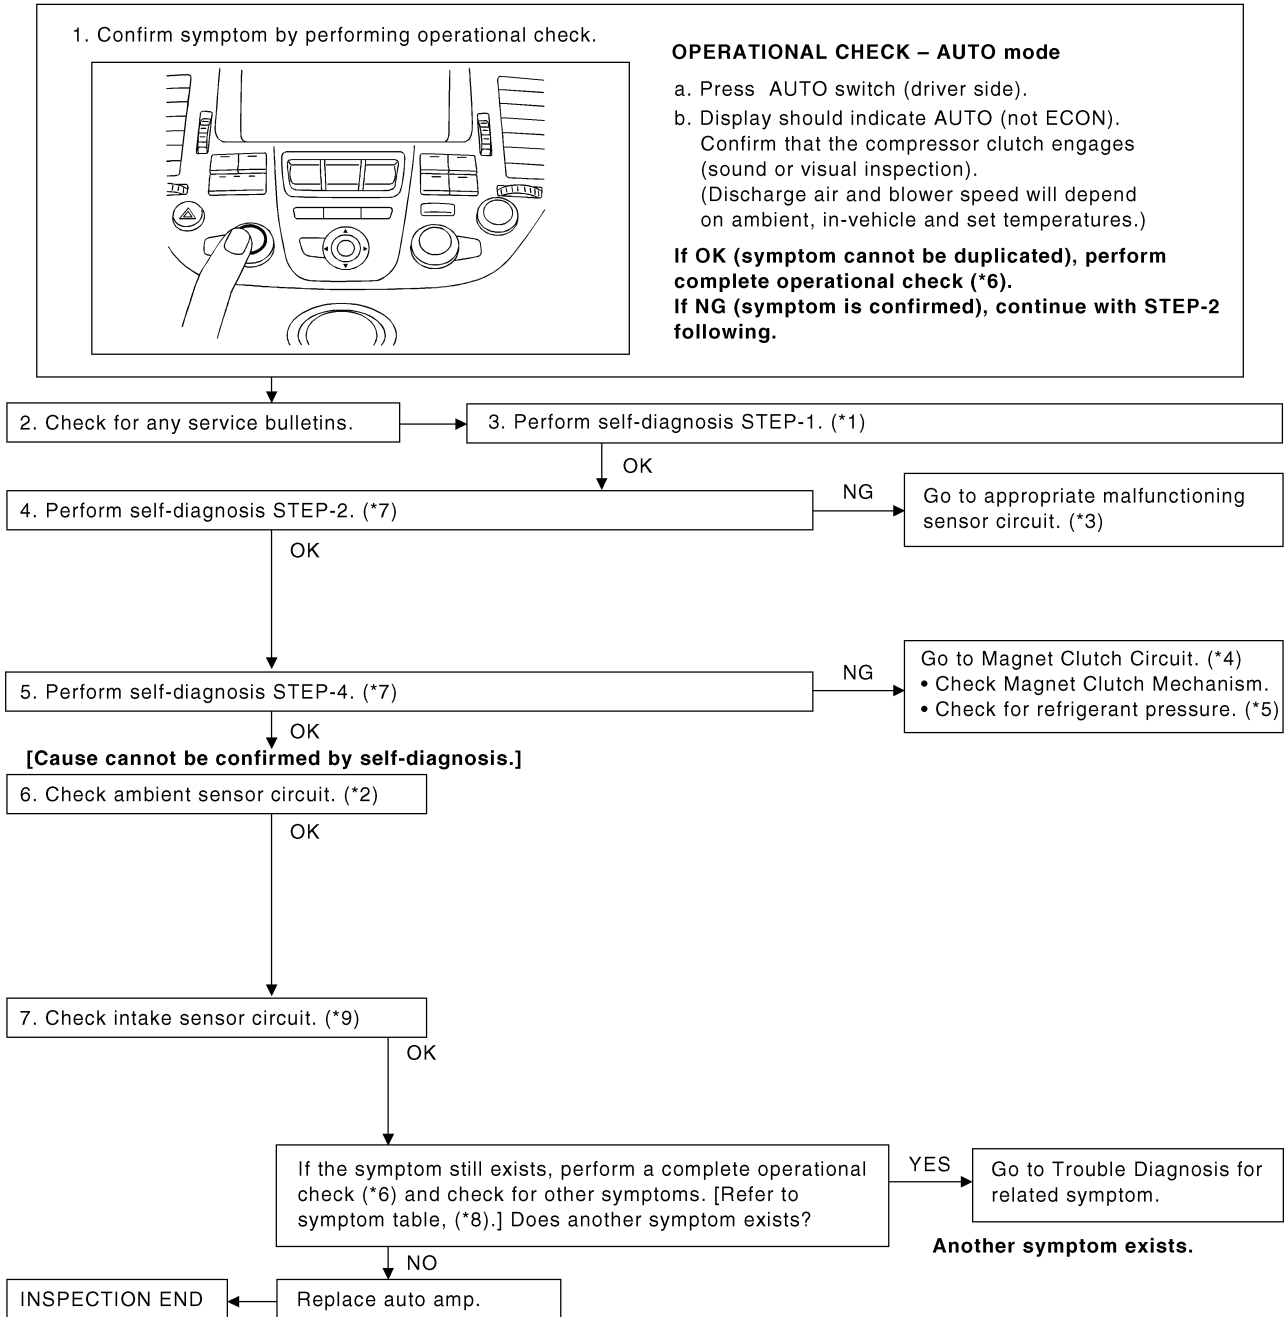 1. Confirm symptom by performing operational check.
OPERATIONAL CHECK – AUTO mode
a. Press AUTO switch (driver side).
b. Display should indicate AUTO (not ECON).
Confirm that the compressor clutch engages
(sound or visual inspection).
(Discharge air and blower speed will depend
on ambient, in-vehicle and set temperatures.)
If OK (symptom cannot be duplicated), perform
complete operational check (*6).
If NG (symptom is confirmed), continue with STEP-2
following.
2. Check for any service bulletins.
3. Perform self-diagnosis STEP-1. (*1)
OK
4. Perform self-diagnosis STEP-2. (*7)
NG
Go to appropriate malfunctioning
sensor circuit. (*3)
OK
5. Perform self-diagnosis STEP-4. (*7)
NG
Go to Magnet Clutch Circuit. (*4)
• Check Magnet Clutch Mechanism.
• Check for refrigerant pressure. (*5)
OK
[Cause cannot be confirmed by self-diagnosis.]
6. Check ambient sensor circuit. (*2)
OK
7. Check intake sensor circuit. (*9)
OK
If the symptom still exists, perform a complete operational
check (*6) and check for other symptoms. [Refer to
symptom table, (*8).] Does another symptom exists?
YES
Go to Trouble Diagnosis for
related symptom.
Another symptom exists.
NO
Replace auto amp.
INSPECTION END